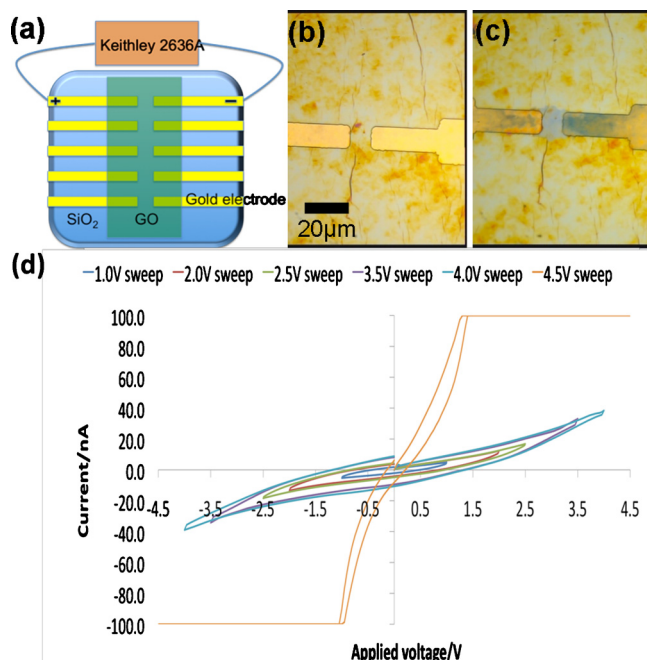 (a)
Keithley 2636A
+
–
Gold electrode
SiO2
GO
(b)
20μm
(c)
(d)
1.0V sweep
2.0V sweep
2.5V sweep
3.5V sweep
4.0V sweep
4.5V sweep
100.0
80.0
60.0
40.0
20.0
0.0
-20.0
-40.0
-60.0
-80.0
-100.0
Current/nA
-4.5
-3.5
-2.5
-1.5
-0.5
0.5
1.5
2.5
3.5
4.5
Applied voltage/V